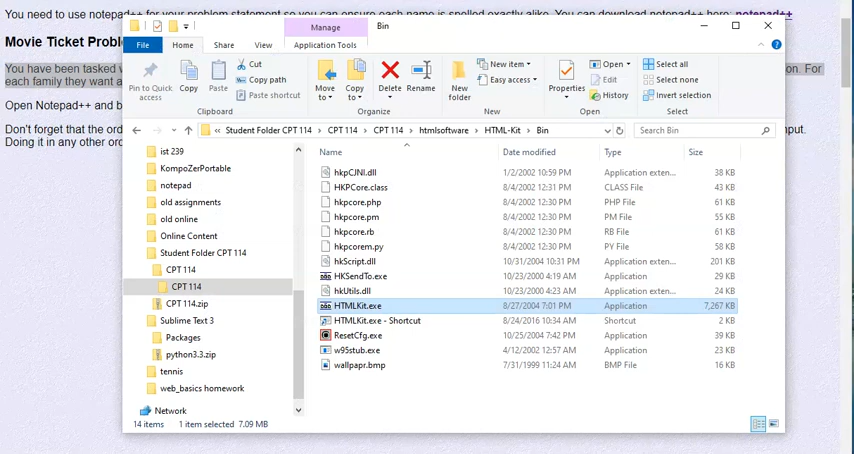 You need to use notepad++ for your problem statement so you can ensure each name is spelled exactly alike. You can download notepad++ here: notepad++
Manage Bin
File Home Share View Application Tools
Movie Ticket Proble
You have been tasked w
on. For
each family they want a
Open Notepad++ and b
Don't forget that the ord
nput.
Doing it in any other ord
Pin to Quick access
Copy
Paste
Cut
Copy path
Paste shortcut
Clipboard
Move to
Copy to
Delete
Rename
Organize
New folder
New item
Easy access
New
Properties
Open
Edit
History
Open
Select all
Select none
Invert selection
Select
« Student Folder CPT 114 > CPT 114 > CPT 114 > htmlsoftware > HTML-Kit > Bin
Search Bin
ist 239
KompoZerPortable
notepad
old assignments
old online
Online Content
Student Folder CPT 114
CPT 114
CPT 114
CPT 114.zip
Sublime Text 3
Packages
python3.3.zip
tennis
web_basics homework
Network
Name Date modified Type Size
hkpCJNI.dll 1/2/2002 10:59 PM Application exten... 38 KB
HKPCore.class 8/4/2002 12:31 PM CLASS File 43 KB
hkpcore.php 8/4/2002 12:30 PM PHP File 61 KB
hkpcore.pm 8/4/2002 12:30 PM PM File 55 KB
hkpcore.rb 8/4/2002 12:30 PM RB File 61 KB
hkpcorem.py 8/4/2002 12:30 PM PY File 58 KB
hkScript.dll 10/31/2004 10:31 PM Application exten... 201 KB
HKSendTo.exe 10/23/2000 4:19 AM Application 29 KB
hkUtils.dll 10/23/2000 4:23 AM Application exten... 24 KB
HTMLKit.exe 8/27/2004 7:01 PM Application 7,267 KB
HTMLKit.exe - Shortcut 8/24/2016 10:34 AM Shortcut 2 KB
ResetCfg.exe 10/25/2004 7:42 PM Application 39 KB
w95stub.exe 4/12/2002 12:57 AM Application 23 KB
wallpapr.bmp 7/31/1999 11:24 AM BMP File 16 KB
14 items 1 item selected 7.09 MB